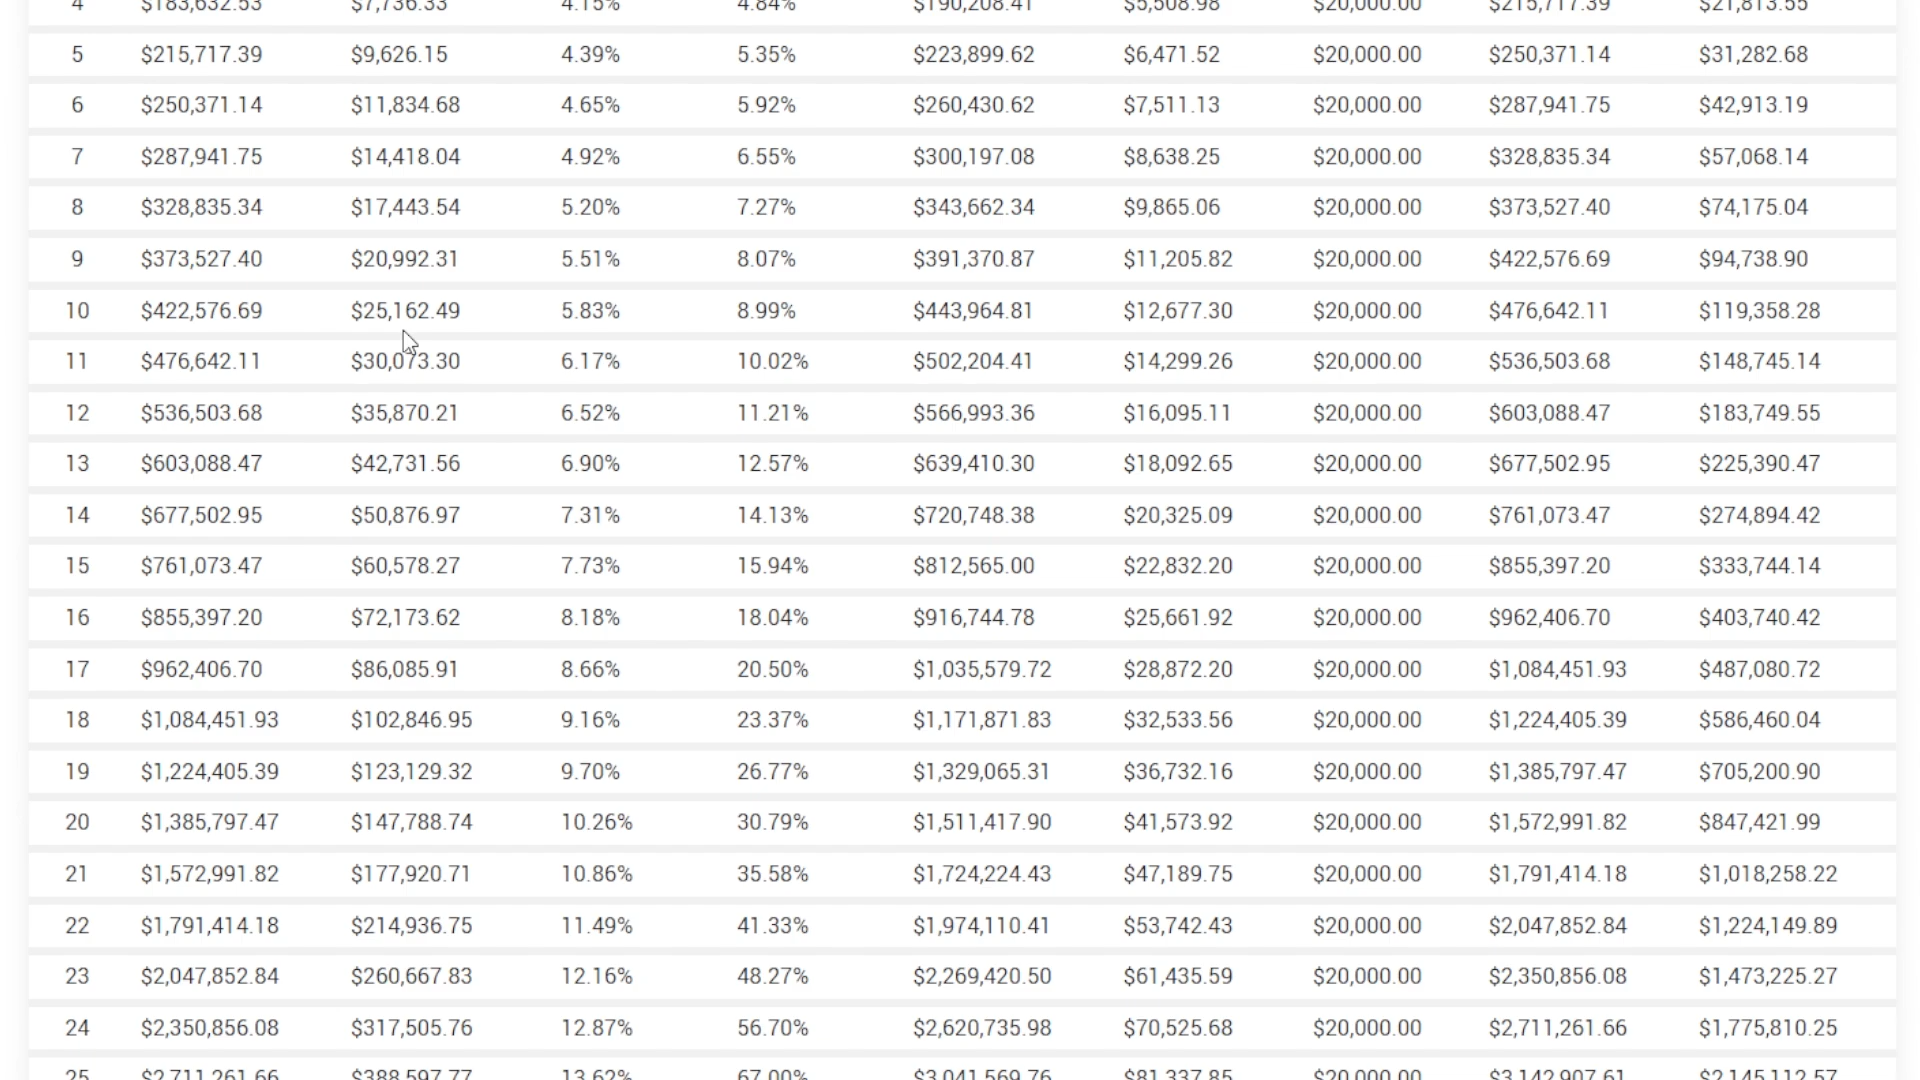 4 $183,632.53 $7,736.33 4.15% 4.84% $190,208.41 $5,508.98 $20,000.00 $215,717.39 $21,813.55
5 $215,717.39 $9,626.15 4.39% 5.35% $223,899.62 $6,471.52 $20,000.00 $250,371.14 $31,282.68
6 $250,371.14 $11,834.68 4.65% 5.92% $260,430.62 $7,511.13 $20,000.00 $287,941.75 $42,913.19
7 $287,941.75 $14,418.04 4.92% 6.55% $300,197.08 $8,638.25 $20,000.00 $328,835.34 $57,068.14
8 $328,835.34 $17,443.54 5.20% 7.27% $343,662.34 $9,865.06 $20,000.00 $373,527.40 $74,175.04
9 $373,527.40 $20,992.31 5.51% 8.07% $391,370.87 $11,205.82 $20,000.00 $422,576.69 $94,738.90
10 $422,576.69 $25,162.49 5.83% 8.99% $443,964.81 $12,677.30 $20,000.00 $476,642.11 $119,358.28
11 $476,642.11 $30,073.30 6.17% 10.02% $502,204.41 $14,299.26 $20,000.00 $536,503.68 $148,745.14
12 $536,503.68 $35,870.21 6.52% 11.21% $566,993.36 $16,095.11 $20,000.00 $603,088.47 $183,749.55
13 $603,088.47 $42,731.56 6.90% 12.57% $639,410.30 $18,092.65 $20,000.00 $677,502.95 $225,390.47
14 $677,502.95 $50,876.97 7.31% 14.13% $720,748.38 $20,325.09 $20,000.00 $761,073.47 $274,894.42
15 $761,073.47 $60,578.27 7.73% 15.94% $812,565.00 $22,832.20 $20,000.00 $855,397.20 $333,744.14
16 $855,397.20 $72,173.62 8.18% 18.04% $916,744.78 $25,661.92 $20,000.00 $962,406.70 $403,740.42
17 $962,406.70 $86,085.91 8.66% 20.50% $1,035,579.72 $28,872.20 $20,000.00 $1,084,451.93 $487,080.72
18 $1,084,451.93 $102,846.95 9.16% 23.37% $1,171,871.83 $32,533.56 $20,000.00 $1,224,405.39 $586,460.04
19 $1,224,405.39 $123,129.32 9.70% 26.77% $1,329,065.31 $36,732.16 $20,000.00 $1,385,797.47 $705,200.90
20 $1,385,797.47 $147,788.74 10.26% 30.79% $1,511,417.90 $41,573.92 $20,000.00 $1,572,991.82 $847,421.99
21 $1,572,991.82 $177,920.71 10.86% 35.58% $1,724,224.43 $47,189.75 $20,000.00 $1,791,414.18 $1,018,258.22
22 $1,791,414.18 $214,936.75 11.49% 41.33% $1,974,110.41 $53,742.43 $20,000.00 $2,047,852.84 $1,224,149.89
23 $2,047,852.84 $260,667.83 12.16% 48.27% $2,269,420.50 $61,435.59 $20,000.00 $2,350,856.08 $1,473,225.27
24 $2,350,856.08 $317,505.76 12.87% 56.70% $2,620,735.98 $70,525.68 $20,000.00 $2,711,261.66 $1,775,810.25
25 $2,711,261.66 $388,597.77 13.62% 67.00% $3,041,569.76 $81,337.85 $20,000.00 $3,142,907.61 $2,145,112.57